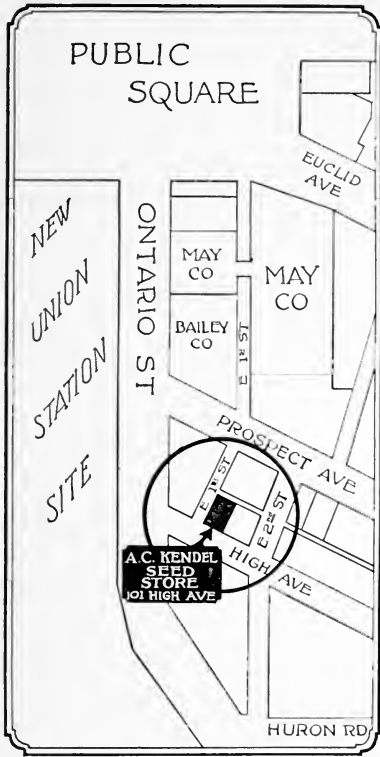 PUBLIC
SQUARE
EUCLID
AVE
NEW
UNION
STATION
SITE
ONTARIO ST
MAY
CO
MAY
CO
BAILEY
CO
E 1st ST
PROSPECT AVE
E 1st ST
E 2nd ST
A.C. KENDEL
SEED
STORE
101 HIGH AVE
HIGH AVE
HURON RD